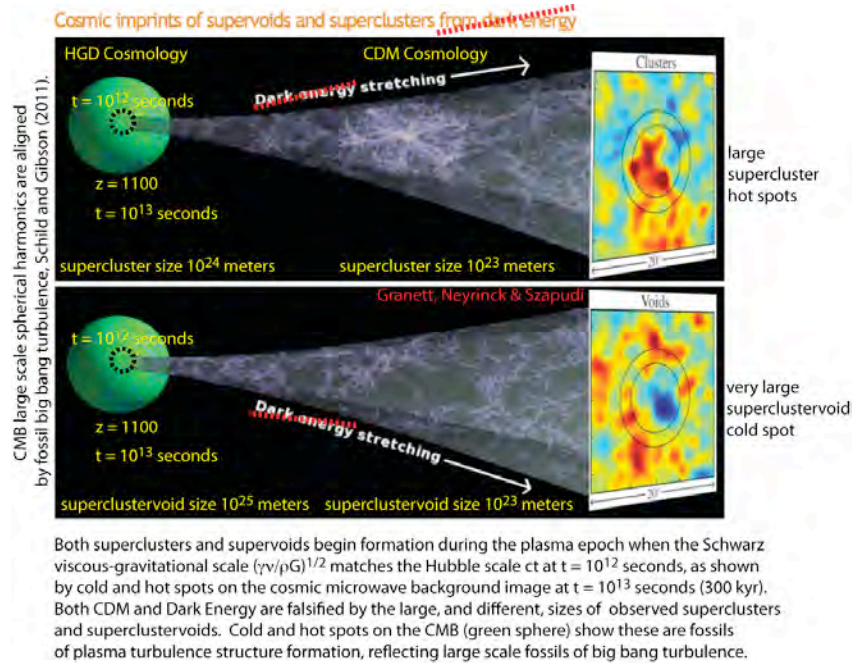 Cosmic imprints of supervoids and superclusters from dark energy
CMB large scale spherical harmonics are aligned
by fossil big bang turbulence, Schild and Gibson (2011).
HGD Cosmology
CDM Cosmology
Clusters
t = 10¹² seconds
Dark energy stretching
z = 1100
t = 10¹³ seconds
large
supercluster
hot spots
supercluster size 10²⁴ meters
supercluster size 10²³ meters
20°
Granett, Neyrinck & Szapudi
Voids
t = 10¹² seconds
Dark energy stretching
z = 1100
t = 10¹³ seconds
very large
superclustervoid
cold spot
superclustervoid size 10²⁵ meters
superclustervoid size 10²³ meters
20°
Both superclusters and supervoids begin formation during the plasma epoch when the Schwarz
viscous-gravitational scale (γν/ρG)¹/² matches the Hubble scale ct at t = 10¹² seconds, as shown
by cold and hot spots on the cosmic microwave background image at t = 10¹³ seconds (300 kyr).
Both CDM and Dark Energy are falsified by the large, and different, sizes of observed superclusters
and superclustervoids. Cold and hot spots on the CMB (green sphere) show these are fossils
of plasma turbulence structure formation, reflecting large scale fossils of big bang turbulence.